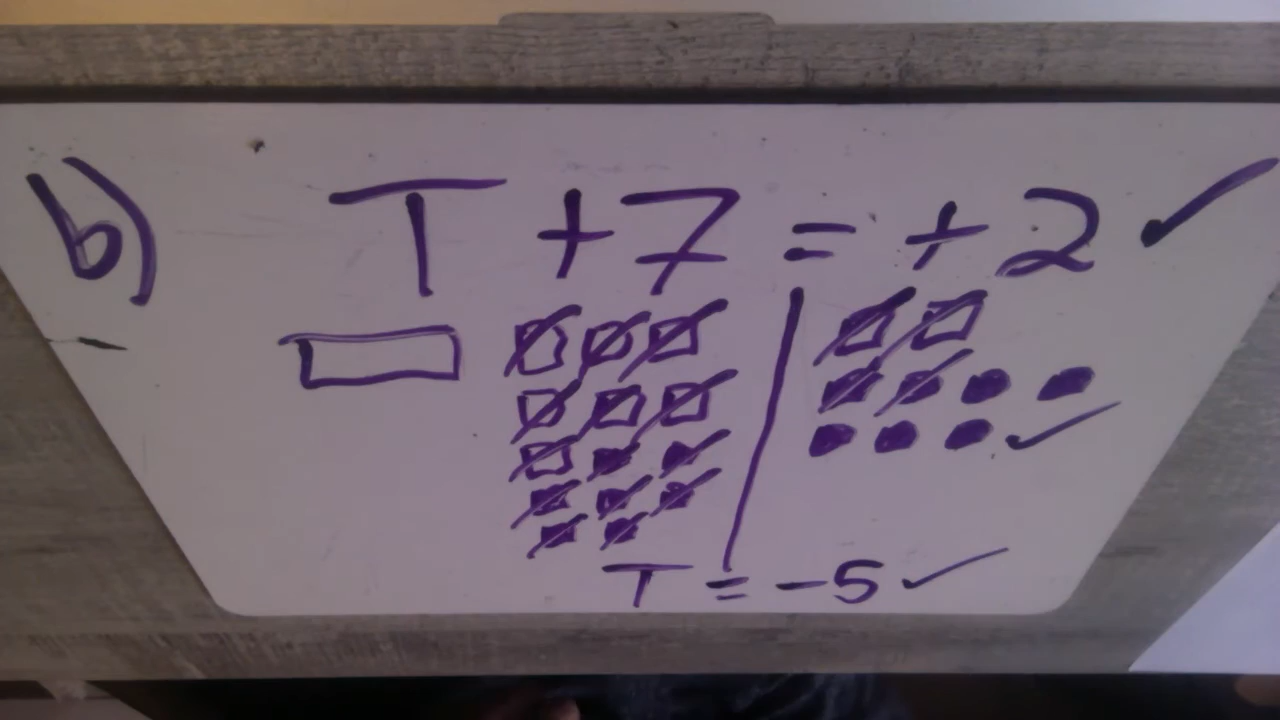 b) T + 7 = + 2 ✓
T = -5 ✓